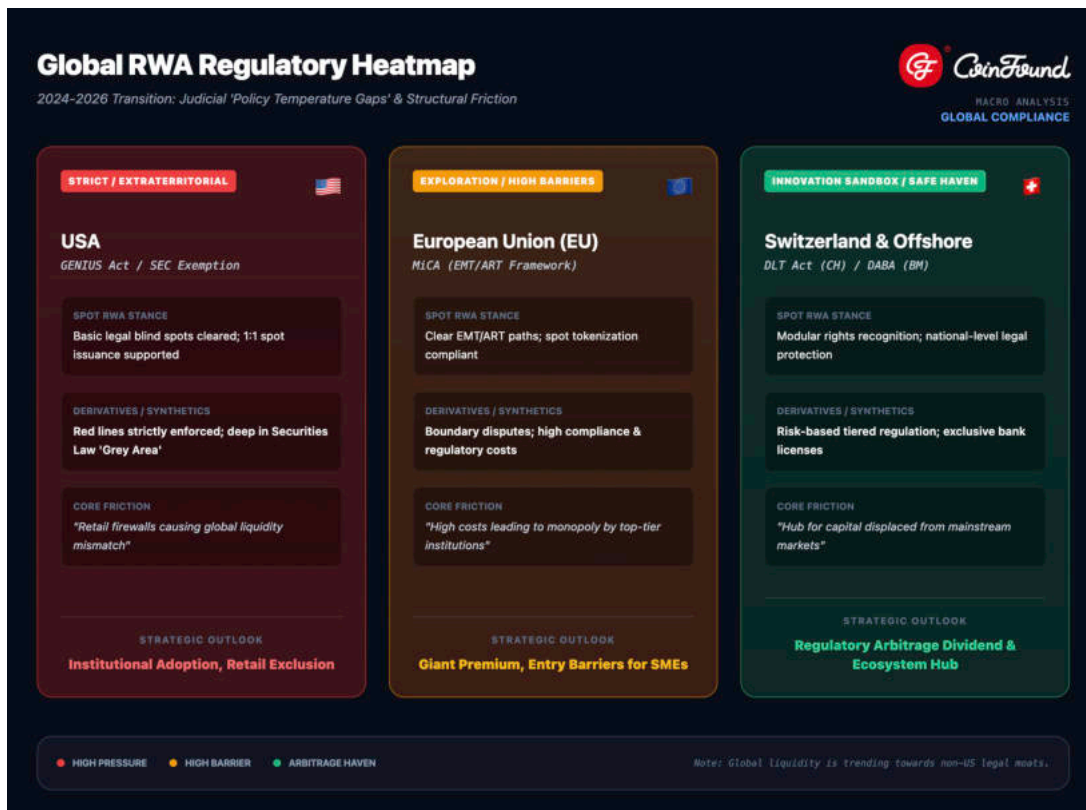 Global RWA Regulatory Heatmap
2024-2026 Transition: Judicial 'Policy Temperature Gaps' & Structural Friction
CoinFound
MACRO ANALYSIS
GLOBAL COMPLIANCE
STRICT / EXTRATERRITORIAL
USA
GENIUS Act / SEC Exemption
SPOT RWA STANCE
Basic legal blind spots cleared; 1:1 spot
issuance supported
DERIVATIVES / SYNTHETICS
Red lines strictly enforced; deep in Securities
Law 'Grey Area'
CORE FRICTION
"Retail firewalls causing global liquidity
mismatch"
STRATEGIC OUTLOOK
Institutional Adoption, Retail Exclusion
EXPLORATION / HIGH BARRIERS
European Union (EU)
MiCA (EMT/ART Framework)
SPOT RWA STANCE
Clear EMT/ART paths; spot tokenization
compliant
DERIVATIVES / SYNTHETICS
Boundary disputes; high compliance &
regulatory costs
CORE FRICTION
"High costs leading to monopoly by top-tier
institutions"
STRATEGIC OUTLOOK
Giant Premium, Entry Barriers for SMEs
INNOVATION SANDBOX / SAFE HAVEN
Switzerland & Offshore
DLT Act (CH) / DABA (BM)
SPOT RWA STANCE
Modular rights recognition; national-level legal
protection
DERIVATIVES / SYNTHETICS
Risk-based tiered regulation; exclusive bank
licenses
CORE FRICTION
"Hub for capital displaced from mainstream
markets"
STRATEGIC OUTLOOK
Regulatory Arbitrage Dividend &
Ecosystem Hub
HIGH PRESSURE
HIGH BARRIER
ARBITRAGE HAVEN
Note: Global liquidity is trending towards non-US legal moats.